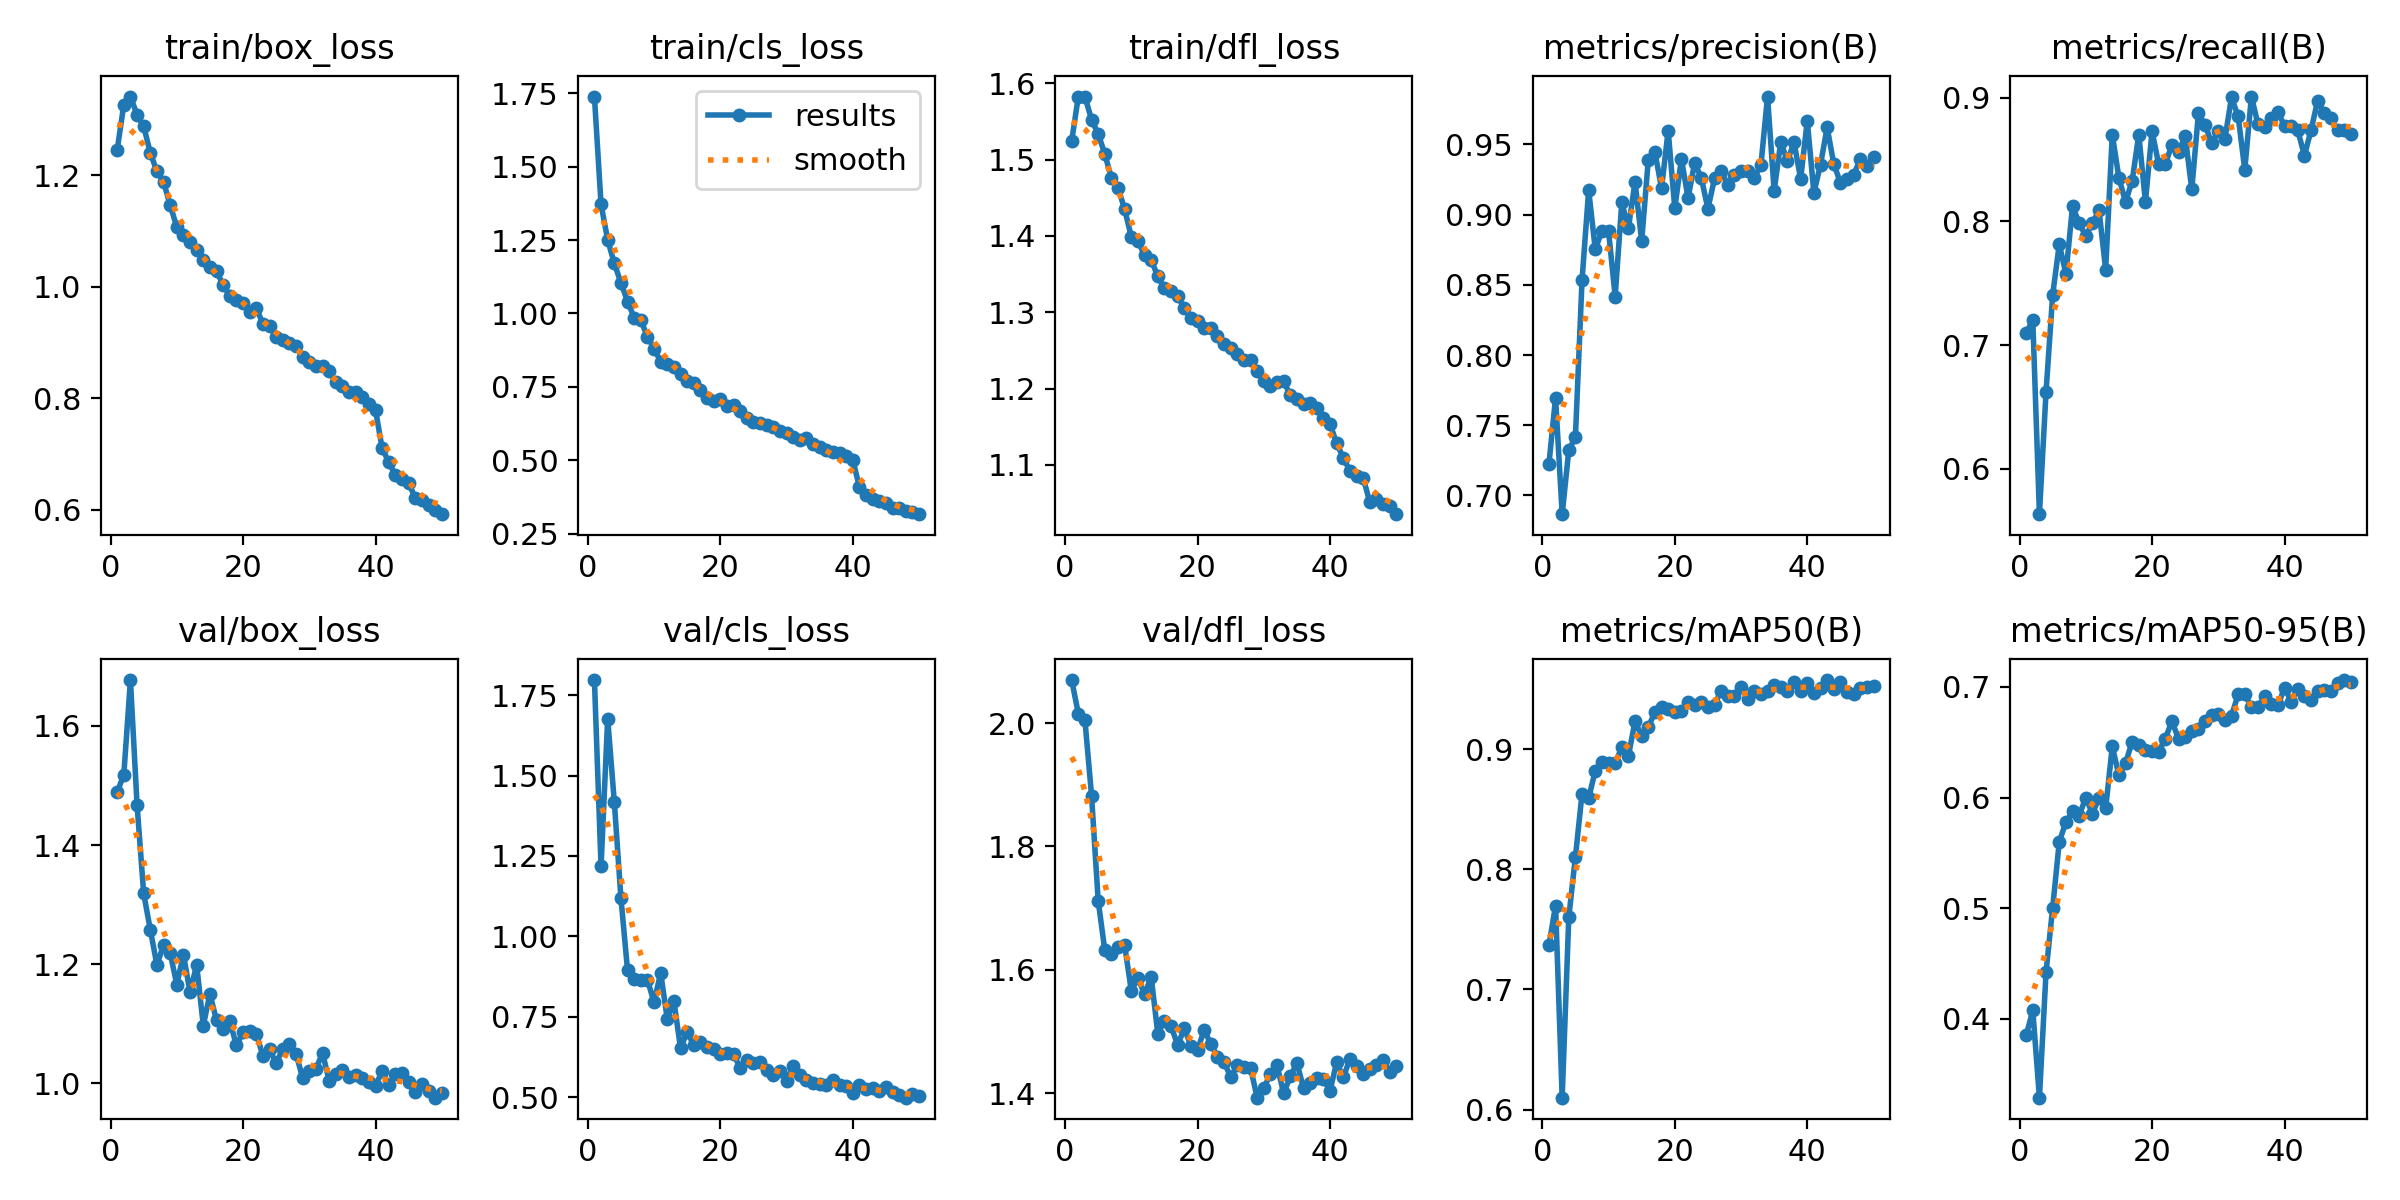 train/box_loss
1.2
1.0
0.8
0.6
0 20 40
train/cls_loss
1.75
1.50
1.25
1.00
0.75
0.50
0.25
results
smooth
0 20 40
train/dfl_loss
1.6
1.5
1.4
1.3
1.2
1.1
0 20 40
metrics/precision(B)
0.95
0.90
0.85
0.80
0.75
0.70
0 20 40
metrics/recall(B)
0.9
0.8
0.7
0.6
0 20 40
val/box_loss
1.6
1.4
1.2
1.0
0 20 40
val/cls_loss
1.75
1.50
1.25
1.00
0.75
0.50
0 20 40
val/dfl_loss
2.0
1.8
1.6
1.4
0 20 40
metrics/mAP50(B)
0.9
0.8
0.7
0.6
0 20 40
metrics/mAP50-95(B)
0.7
0.6
0.5
0.4
0 20 40